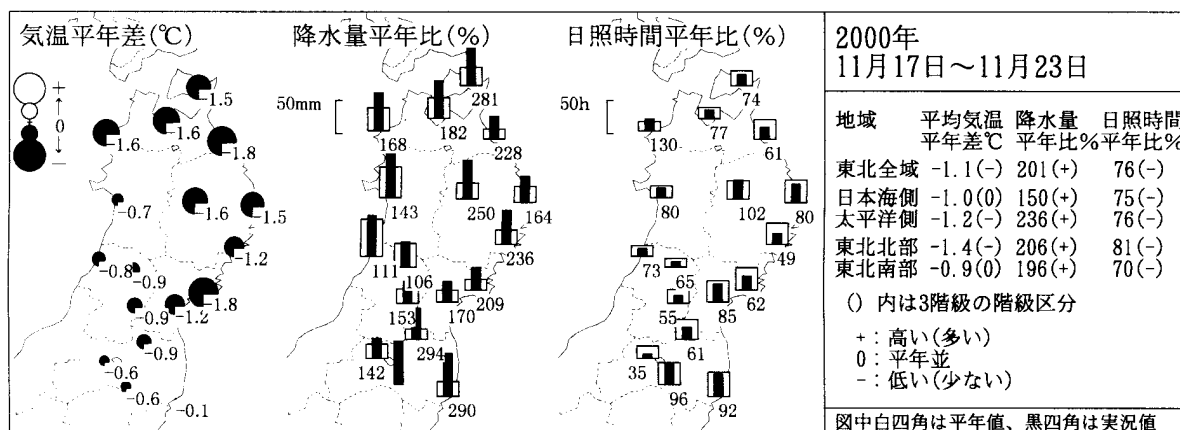 気温平年差(℃)
+
0
−
-1.5
-1.6
-1.6
-1.8
-0.7
-1.6
-1.5
-1.2
-0.8
-0.9
-1.8
-0.9
-1.2
-0.9
-0.6
-0.6
-0.1
降水量平年比(%)
50mm
281
182
168
228
143
250
164
236
111
106
209
153
170
294
142
290
日照時間平年比(%)
50h
74
77
130
61
80
102
80
49
73
65
62
55
85
61
35
96
92
2000年
11月17日～11月23日
地域 平均気温 降水量 日照時間
平年差℃ 平年比% 平年比%
東北全域 -1.1(-) 201(+) 76(-)
日本海側 -1.0(0) 150(+) 75(-)
太平洋側 -1.2(-) 236(+) 76(-)
東北北部 -1.4(-) 206(+) 81(-)
東北南部 -0.9(0) 196(+) 70(-)
() 内は3階級の階級区分
+：高い(多い)
0：平年並
-：低い(少ない)
図中白四角は平年値、黒四角は実況値